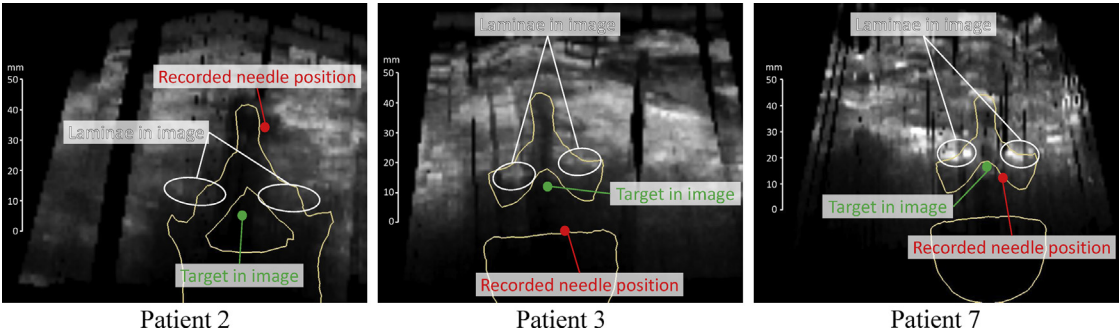 mm
50
40
30
20
10
0
Recorded needle position
Laminae in image
Target in image
Patient 2
mm
50
40
30
20
10
0
Laminae in image
Target in image
Recorded needle position
Patient 3
mm
50
40
30
20
10
0
Laminae in image
Target in image
Recorded needle position
Patient 7